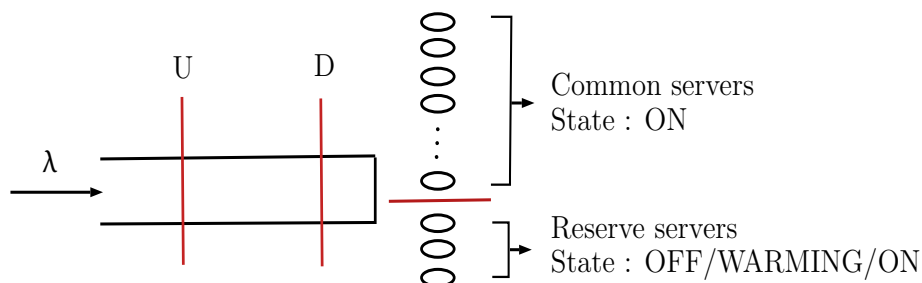 U
D
λ
Common servers
State : ON
Reserve servers
State : OFF/WARMING/ON